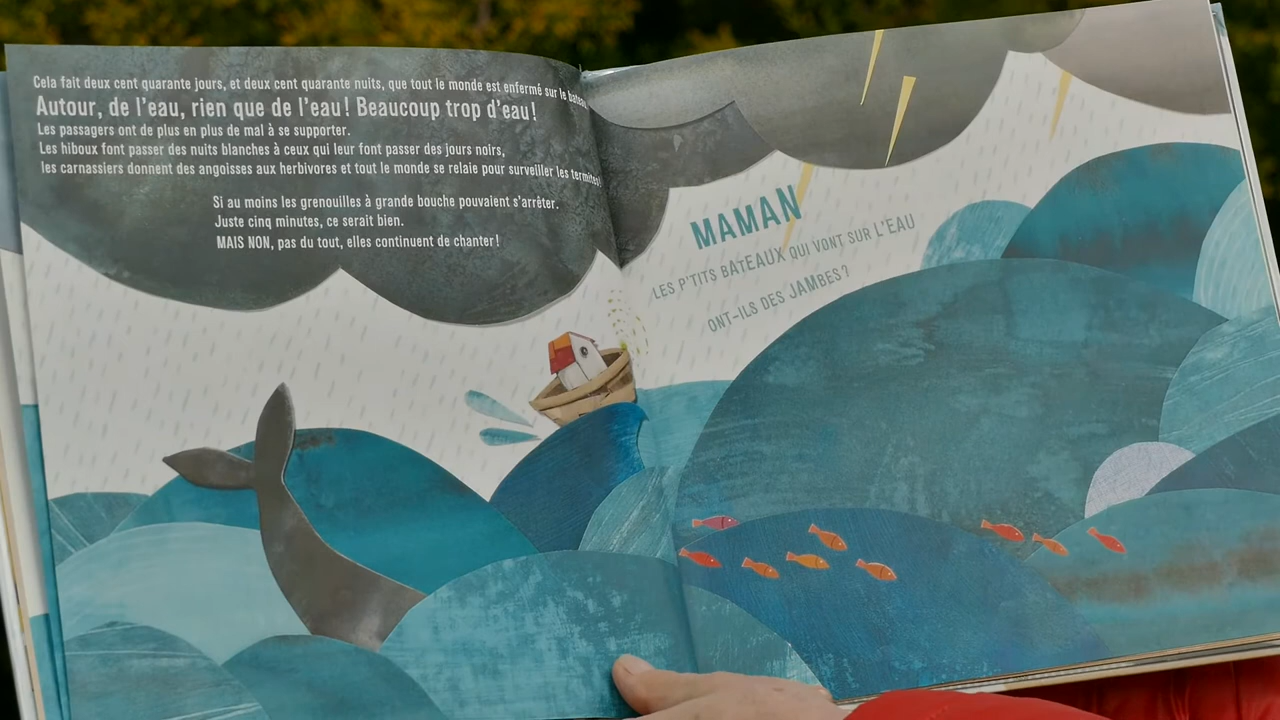 Cela fait deux cent quarante jours, et deux cent quarante nuits, que tout le monde est enfermé sur le bateau.
Autour, de l'eau, rien que de l'eau! Beaucoup trop d'eau!
Les passagers ont de plus en plus de mal à se supporter.
Les hiboux font passer des nuits blanches à ceux qui leur font passer des jours noirs,
les carnassiers donnent des angoisses aux herbivores et tout le monde se relaie pour surveiller les termites!
Si au moins les grenouilles à grande bouche pouvaient s'arrêter.
Juste cinq minutes, ce serait bien.
MAIS NON, pas du tout, elles continuent de chanter!
MAMAN
LES P'TITS BATEAUX QUI VONT SUR L'EAU
ONT-ILS DES JAMBES?